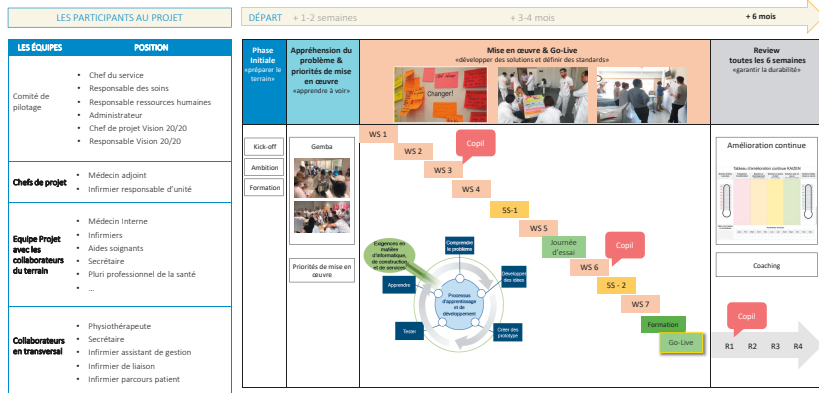 LES PARTICIPANTS AU PROJET
DÉPART
+ 1-2 semaines
+ 3-4 mois
+ 6 mois
LES ÉQUIPES
POSITION
Comité de
pilotage
• Chef du service
• Responsable des soins
• Responsable ressources humaines
• Administrateur
• Chef de projet Vision 20/20
• Responsable Vision 20/20
Chefs de projet
• Médecin adjoint
• Infirmier responsable d'unité
Equipe Projet
avec les
collaborateurs
du terrain
• Médecin Interne
• Infirmiers
• Aides soignants
• Secrétaire
• Pluri professionnel de la santé
• ...
Collaborateurs
en transversal
• Physiothérapeute
• Secrétaire
• Infirmier assistant de gestion
• Infirmier de liaison
• Infirmier parcours patient
Phase
Initiale
«préparer le
terrain»
Appréhension du
problème &
priorités de mise
en œuvre
«apprendre à voir»
Mise en œuvre & Go-Live
«développer des solutions et définir des standards»
Changer!
Review
toutes les 6 semaines
«garantir la durabilité»
Kick-off
Ambition
Formation
Gemba
Priorités de mise en
œuvre
WS 1
WS 2
WS 3
Copil
WS 4
5S-1
WS 5
Journée
d'essai
WS 6
Copil
5S - 2
WS 7
Formation
Go-Live
Exigences en
matière
d'informatique,
de construction
et de services
Comprendre
le problème
Développer
des idées
Créer des
prototype
Tester
Apprendre
Processus
d'apprentissage
et de
développement
Amélioration continue
Tableau d'amélioration continue KAIZEN
Coaching
Copil
R1
R2
R3
R4